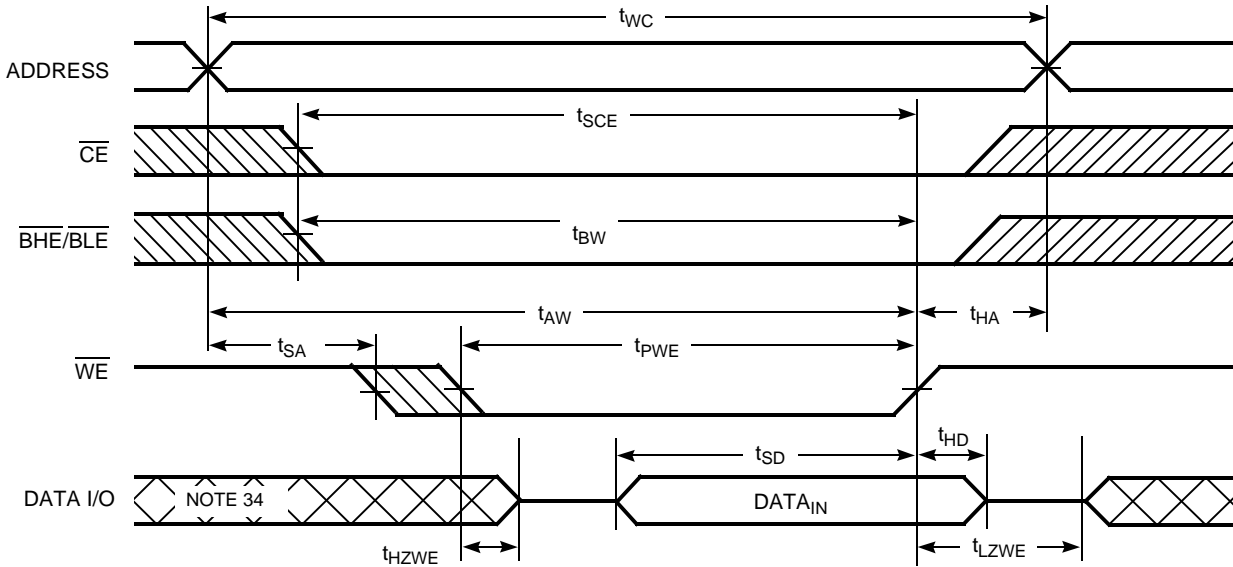 tWC
ADDRESS
tSCE
CE
tBW
BHE/BLE
tAW
tHA
tSA
tPWE
WE
tHD
tSD
DATA I/O
NOTE 34
DATAIN
tHZWE
tLZWE